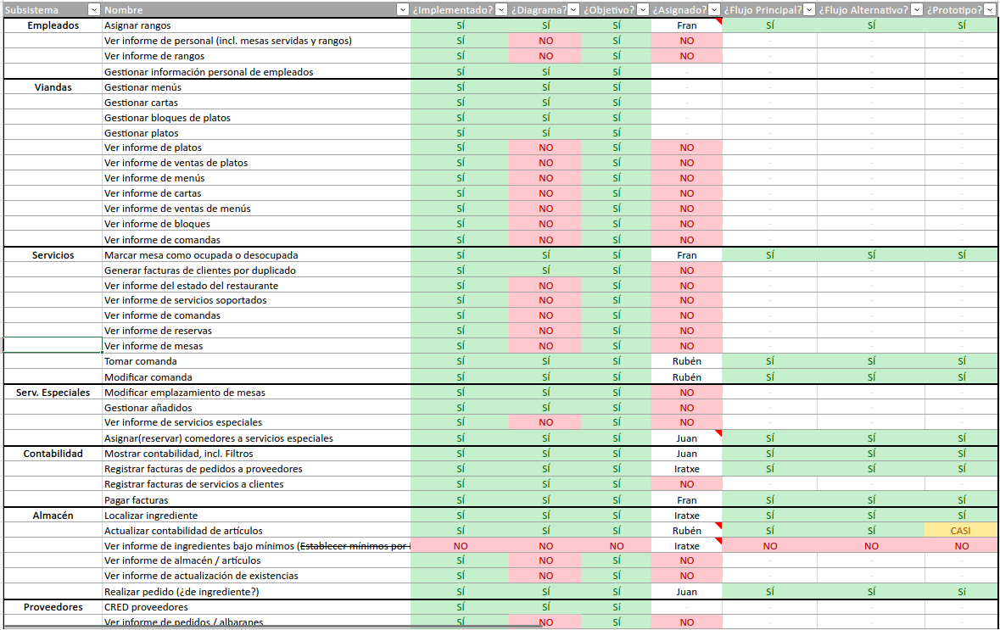 Subsistema Nombre ¿Implementado? ¿Diagrama? ¿Objetivo? ¿Asignado? ¿Flujo Principal? ¿Flujo Alternativo? ¿Prototipo?
Empleados Asignar rangos SÍ SÍ SÍ Fran SÍ SÍ SÍ
Ver informe de personal (incl. mesas servidas y rangos) SÍ NO SÍ NO - - -
Ver informe de rangos SÍ NO SÍ NO - - -
Gestionar información personal de empleados SÍ SÍ SÍ - - - -
Viandas Gestionar menús SÍ SÍ SÍ - - - -
Gestionar cartas SÍ SÍ SÍ - - - -
Gestionar bloques de platos SÍ SÍ SÍ - - - -
Gestionar platos SÍ SÍ SÍ - - - -
Ver informe de platos SÍ NO SÍ NO - - -
Ver informe de ventas de platos SÍ NO SÍ NO - - -
Ver informe de menús SÍ NO SÍ NO - - -
Ver informe de cartas SÍ NO SÍ NO - - -
Ver informe de ventas de menús SÍ NO SÍ NO - - -
Ver informe de bloques SÍ NO SÍ NO - - -
Ver informe de comandas SÍ NO SÍ NO - - -
Servicios Marcar mesa como ocupada o desocupada SÍ SÍ SÍ Fran SÍ SÍ SÍ
Generar facturas de clientes por duplicado SÍ SÍ SÍ NO - - -
Ver informe del estado del restaurante SÍ NO SÍ NO - - -
Ver informe de servicios soportados SÍ NO SÍ NO - - -
Ver informe de comandas SÍ NO SÍ NO - - -
Ver informe de reservas SÍ NO SÍ NO - - -
Ver informe de mesas SÍ NO SÍ NO - - -
Tomar comanda SÍ SÍ SÍ Rubén SÍ SÍ SÍ
Modificar comanda SÍ SÍ SÍ Rubén SÍ SÍ SÍ
Serv. Especiales Modificar emplazamiento de mesas SÍ SÍ SÍ NO - - -
Gestionar añadidos SÍ SÍ SÍ NO - - -
Ver informe de servicios especiales SÍ NO SÍ NO - - -
Asignar(reservar) comedores a servicios especiales SÍ SÍ SÍ Juan SÍ SÍ SÍ
Contabilidad Mostrar contabilidad, incl. Filtros SÍ SÍ SÍ Juan SÍ SÍ SÍ
Registrar facturas de pedidos a proveedores SÍ SÍ SÍ Iratxe SÍ SÍ SÍ
Registrar facturas de servicios a clientes SÍ SÍ SÍ NO - - -
Pagar facturas SÍ SÍ SÍ Fran SÍ SÍ SÍ
Almacén Localizar ingrediente SÍ SÍ SÍ Iratxe SÍ SÍ SÍ
Actualizar contabilidad de artículos SÍ SÍ SÍ Rubén SÍ SÍ CASI
Ver informe de ingredientes bajo mínimos (Establecer mínimos por i NO NO NO Iratxe NO NO NO
Ver informe de almacén / artículos SÍ NO SÍ NO - - -
Ver informe de actualización de existencias SÍ NO SÍ NO - - -
Realizar pedido (¿de ingrediente?) SÍ SÍ SÍ Juan SÍ SÍ Sí
Proveedores CRED proveedores SÍ SÍ Sí - - - -
Ver informe de pedidos / albaranes SÍ NO SÍ NO - - -